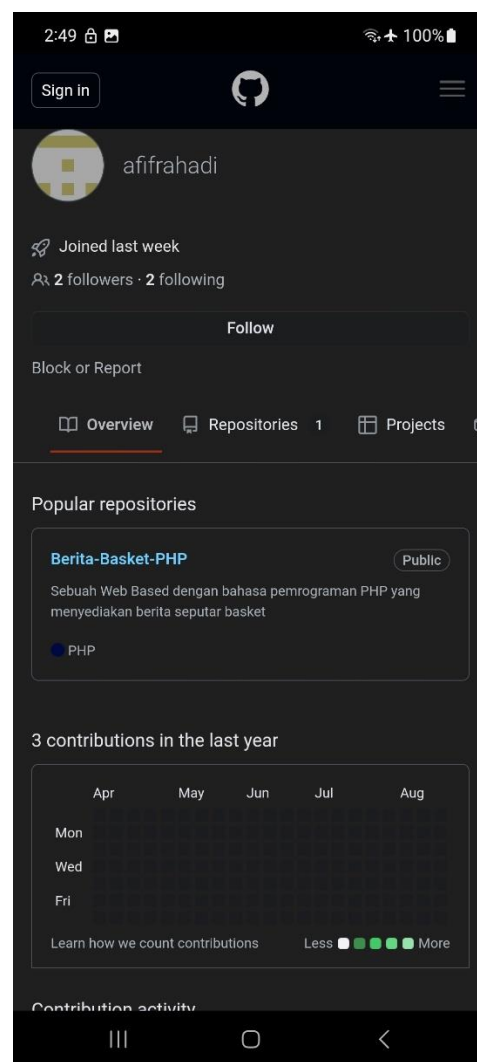 2:49 100%
Sign in
afifrahadi
Joined last week
2 followers · 2 following
Follow
Block or Report
Overview Repositories 1 Projects
Popular repositories
Berita-Basket-PHP Public
Sebuah Web Based dengan bahasa pemrograman PHP yang
menyediakan berita seputar basket
PHP
3 contributions in the last year
Apr May Jun Jul Aug
Mon
Wed
Fri
Learn how we count contributions Less More
Contribution activity